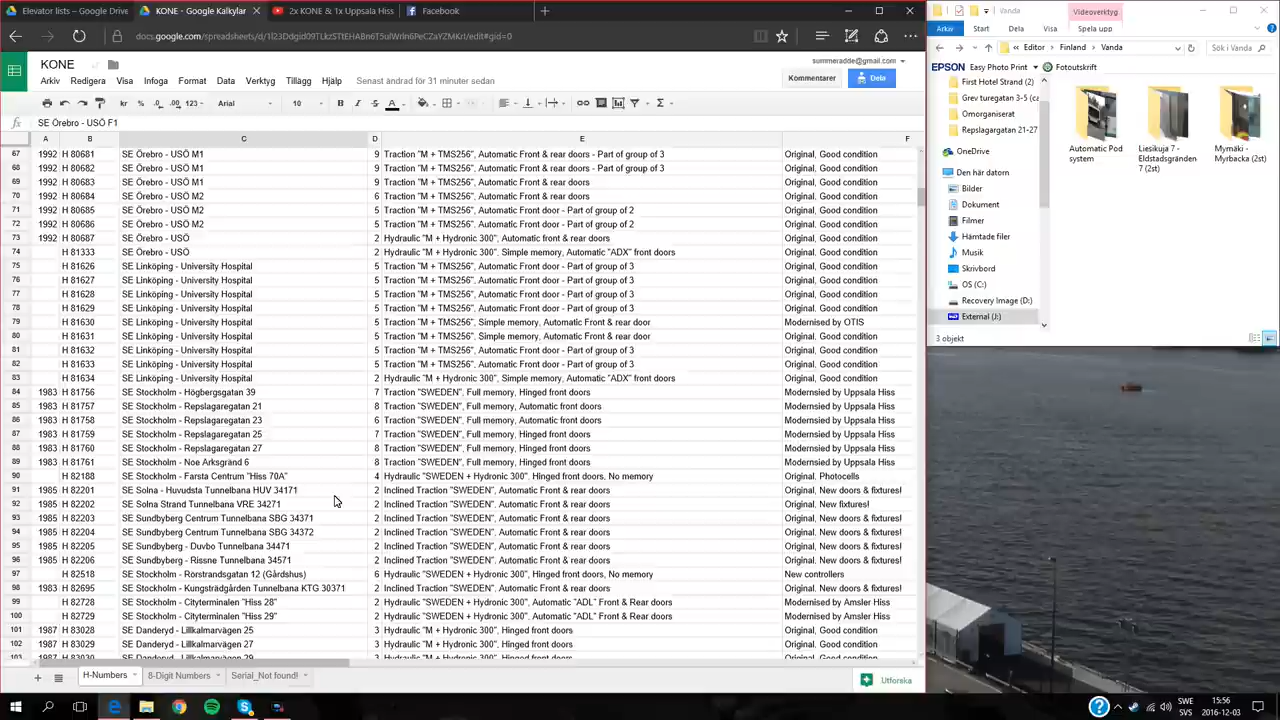 Elevator lists – Google Drive
KONE - Google Kalkylar
2x KONE & 1x Uppsala Hiss
Facebook
docs.google.com/spreadsheets/
KONE
summeradde@gmail.com
Arkiv Redigera Visa Infoga Format Data Verktyg Tillägg Hjälp Senast ändrad för 31 minuter sedan
Kommentarer Dela
kr % .0 .00 123 Arial 10 B I S A
fx SE Örebro - USÖ F1
A B C D E F
67 1992 H 80681 SE Örebro - USÖ M1 9 Traction "M + TMS256", Automatic Front & rear doors - Part of group of 3 Original, Good condition
68 1992 H 80682 SE Örebro - USÖ M1 9 Traction "M + TMS256", Automatic Front & rear doors - Part of group of 3 Original, Good condition
69 1992 H 80683 SE Örebro - USÖ M1 9 Traction "M + TMS256", Automatic Front & rear doors Original, Good condition
70 1992 H 80684 SE Örebro - USÖ M2 5 Traction "M + TMS256", Automatic Front & rear doors Original, Good condition
71 1992 H 80685 SE Örebro - USÖ M2 5 Traction "M + TMS256", Automatic Front door - Part of group of 2 Original, Good condition
72 1992 H 80686 SE Örebro - USÖ M2 5 Traction "M + TMS256", Automatic Front door - Part of group of 2 Original, Good condition
73 1992 H 80687 SE Örebro - USÖ 2 Hydraulic "M + Hydronic 300", Automatic front & rear doors Original, Good condition
74 H 81333 SE Örebro - USÖ 2 Hydraulic "M + Hydronic 300", Simple memory, Automatic "ADX" front doors Original, Good condition
75 H 81626 SE Linköping - University Hospital 5 Traction "M + TMS256", Automatic Front door - Part of group of 3 Original, Good condition
76 H 81627 SE Linköping - University Hospital 5 Traction "M + TMS256", Automatic Front door - Part of group of 3 Original, Good condition
77 H 81628 SE Linköping - University Hospital 5 Traction "M + TMS256", Automatic Front door - Part of group of 3 Original, Good condition
78 H 81629 SE Linköping - University Hospital 5 Traction "M + TMS256", Automatic Front door - Part of group of 3 Original, Good condition
79 H 81630 SE Linköping - University Hospital 5 Traction "M + TMS256", Simple memory, Automatic Front & rear door Modernised by OTIS
80 H 81631 SE Linköping - University Hospital 5 Traction "M + TMS256", Simple memory, Automatic Front & rear doors Original, Good condition
81 H 81632 SE Linköping - University Hospital 5 Traction "M + TMS256", Automatic Front door - Part of group of 3 Original, Good condition
82 H 81633 SE Linköping - University Hospital 5 Traction "M + TMS256", Automatic Front door - Part of group of 3 Original, Good condition
83 H 81634 SE Linköping - University Hospital 2 Hydraulic "M + Hydronic 300", Simple memory, Automatic "ADX" front doors Original, Good condition
84 1983 H 81756 SE Stockholm - Högbergsgatan 39 7 Traction "SWEDEN", Full memory, Hinged front doors Modernsied by Uppsala Hiss
85 1983 H 81757 SE Stockholm - Repslagaregatan 21 8 Traction "SWEDEN", Full memory, Automatic front doors Modernsied by Uppsala Hiss
86 1983 H 81758 SE Stockholm - Repslagaregatan 23 6 Traction "SWEDEN", Full memory, Automatic front doors Modernsied by Uppsala Hiss
87 1983 H 81759 SE Stockholm - Repslagaregatan 25 7 Traction "SWEDEN", Full memory, Hinged front doors Modernsied by Uppsala Hiss
88 1983 H 81760 SE Stockholm - Repslagaregatan 27 8 Traction "SWEDEN", Full memory, Hinged front doors Modernsied by Uppsala Hiss
89 1983 H 81761 SE Stockholm - Noe Arksgränd 6 8 Traction "SWEDEN", Full memory, Hinged front doors Modernsied by Uppsala Hiss
90 H 82188 SE Stockholm - Farsta Centrum "Hiss 70A" 4 Hydraulic "SWEDEN + Hydronic 300", Hinged front doors, No memory Original, Photocells
91 1985 H 82201 SE Solna - Huvudsta Tunnelbana HUV 34171 2 Inclined Traction "SWEDEN", Automatic Front & rear doors Original, New doors & fixtures!
92 1985 H 82202 SE Solna Strand Tunnelbana VRE 34271 2 Inclined Traction "SWEDEN", Automatic Front & rear doors Original, New fixtures!
93 1985 H 82203 SE Sundbyberg Centrum Tunnelbana SBG 34371 2 Inclined Traction "SWEDEN", Automatic Front & rear doors Original, New doors & fixtures!
94 1985 H 82204 SE Sundbyberg Centrum Tunnelbana SBG 34372 2 Inclined Traction "SWEDEN", Automatic Front & rear doors Original, New doors & fixtures!
95 1985 H 82205 SE Sundbyberg - Duvbo Tunnelbana 34471 2 Inclined Traction "SWEDEN", Automatic Front & rear doors Original, New doors & fixtures!
96 1985 H 82206 SE Sundbyberg - Rissne Tunnelbana 34571 2 Inclined Traction "SWEDEN", Automatic Front & rear doors Original, New doors & fixtures!
97 H 82518 SE Stockholm - Rörstrandsgatan 12 (Gårdshus) 6 Hydraulic "SWEDEN + Hydronic 300", Hinged front doors, No memory New controllers
98 1983 H 82695 SE Stockholm - Kungsträdgården Tunnelbana KTG 30371 2 Inclined Traction "SWEDEN", Automatic Front & rear doors Original, New doors & fixtures!
99 H 82728 SE Stockholm - Cityterminalen "Hiss 28" 2 Hydraulic "SWEDEN + Hydronic 300", Automatic "ADL" Front & Rear doors Modernised by Amsler Hiss
100 H 82729 SE Stockholm - Cityterminalen "Hiss 29" 2 Hydraulic "SWEDEN + Hydronic 300", Automatic "ADL" Front & Rear doors Modernised by Amsler Hiss
101 1987 H 83028 SE Danderyd - Lillkalmarvägen 25 3 Hydraulic "M + Hydronic 300", Hinged front doors Original, Good condition
102 1987 H 83029 SE Danderyd - Lillkalmarvägen 27 3 Hydraulic "M + Hydronic 300", Hinged front doors Original, Good condition
H-Numbers 8-Digit Numbers Serial_Not found! Utforska
Vanda
Videoverktyg
Arkiv Start Dela Visa Spela upp
« Editor Finland Vanda Sök i Vanda
EPSON Easy Photo Print Fotoutskrift
First Hotel Strand (2)
Grev turegatan 3-5 (ca
Omorganiserat
Repslagargatan 21-27
OneDrive
Den här datorn
Bilder
Dokument
Filmer
Hämtade filer
Musik
Skrivbord
OS (C:)
Recovery Image (D:)
External (J:)
Automatic Pod system
Liesikuja 7 - Eldstadsgränden 7 (2st)
Mymäki - Myrbacka (2st)
3 objekt
SWE
SVS
15:56
2016-12-03